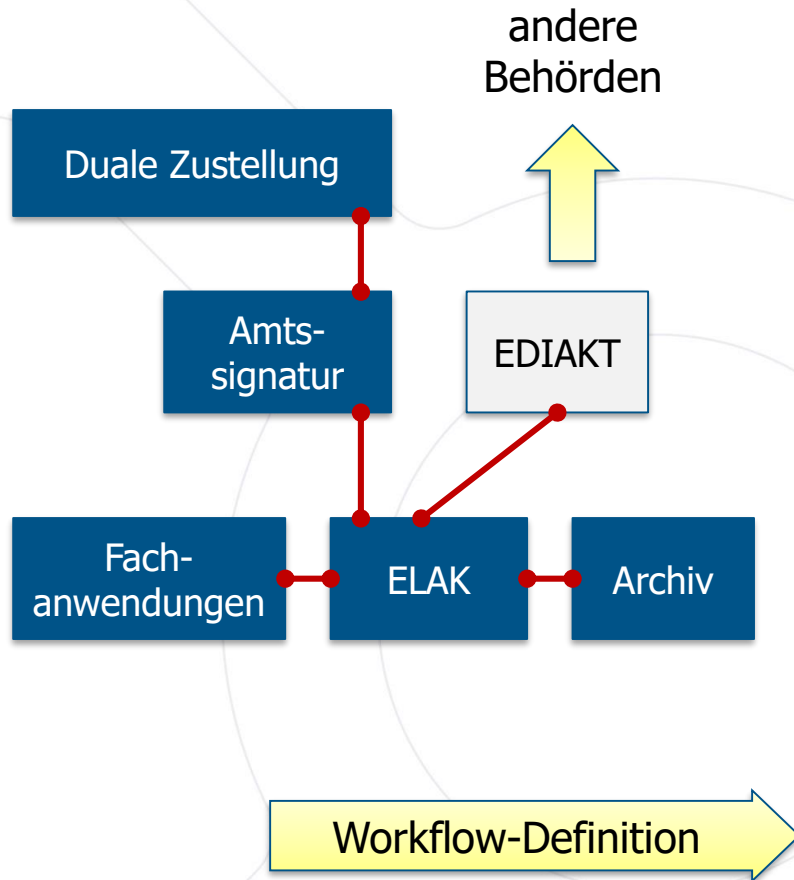 andere
Behörden
Duale Zustellung
Amts-
signatur
EDIAKT
Fach-
anwendungen
ELAK
Archiv
Workflow-Definition